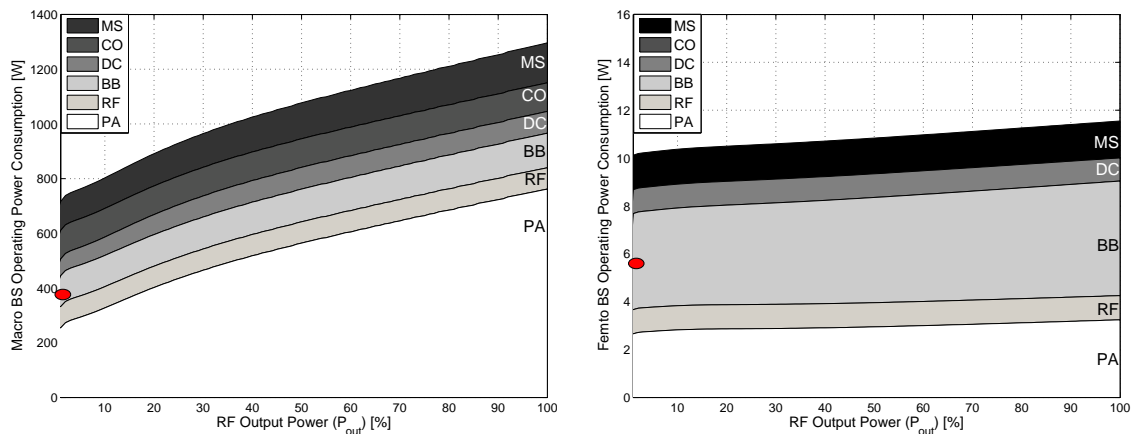 Macro BS Operating Power Consumption [W]
1400
1200
1000
800
600
400
200
0
MS
CO
DC
BB
RF
PA
MS
CO
DC
BB
RF
PA
10 20 30 40 50 60 70 80 90 100
RF Output Power (Pout) [%]
Femto BS Operating Power Consumption [W]
16
14
12
10
8
6
4
2
0
MS
CO
DC
BB
RF
PA
MS
DC
BB
RF
PA
10 20 30 40 50 60 70 80 90 100
RF Output Power (Pout) [%]